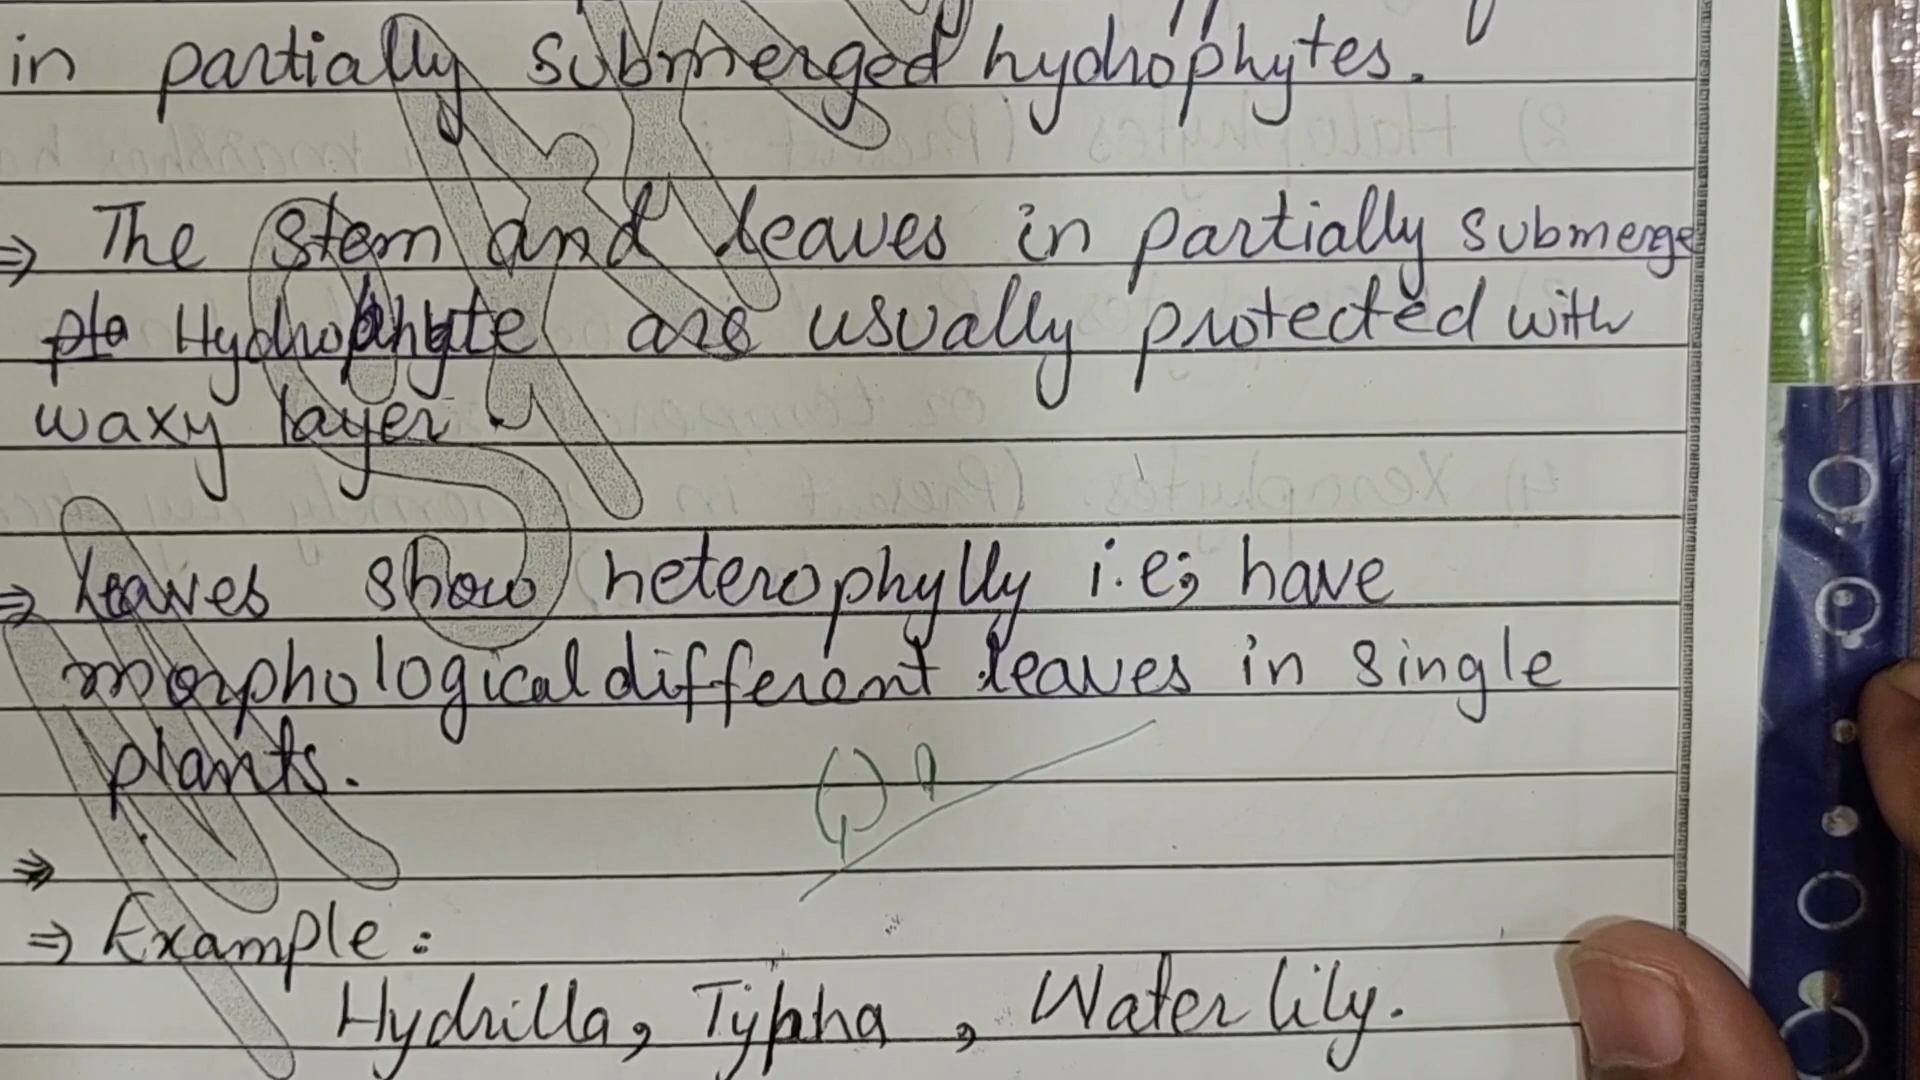 in partially submerged hydrophytes.
⇒ The stem and leaves in partially submerge
Hydrophyte are usually protected with
waxy layer.
⇒ Leaves show heterophylly i.e; have
morphological different leaves in single
plants.
⇒
⇒ Example:
Hydrilla, Typha, Water lily.